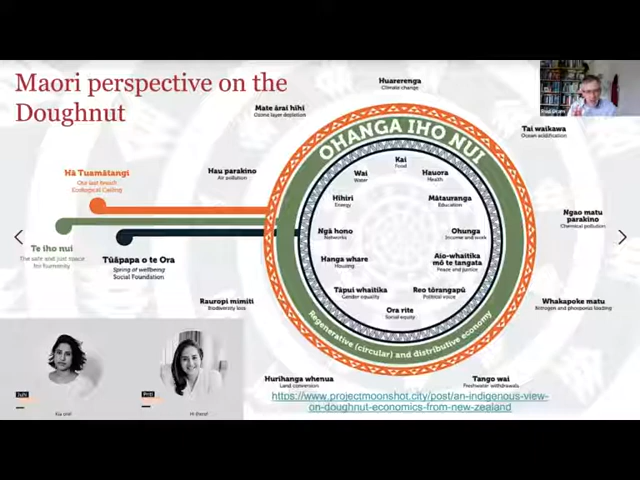 Maori perspective on the
Doughnut
Huarerenga
Climate change
Mate ārai hīhī
Ozone layer depletion
Tai waikawa
Ocean acidification
Hau parakino
Air pollution
Ngao matu
parakino
Chemical pollution
Rauropi mimiti
Biodiversity loss
Whakapoke matu
Nitrogen and phosporus loading
Hurihanga whenua
Land conversion
Tango wai
Freshwater withdrawals
Hā Tuamātangi
Our last breath
Ecological Ceiling
Te iho nui
The safe and just space
for humanity
Tūāpapa o te Ora
Spring of wellbeing
Social Foundation
OHANGA IHO NUI
Kai
Food
Wai
Water
Hauora
Health
Hihiri
Energy
Mātauranga
Education
Ngā hono
Networks
Ohunga
Income and work
Hanga whare
Housing
Aio-whaitika
mō te tangata
Peace and justice
Tāpui whaitika
Gender equality
Reo tōrangapū
Political voice
Ora rite
Social equity
Regenerative (circular) and distributive economy
https://www.projectmoonshot.city/post/an-indigenous-view-
on-doughnut-economics-from-new-zealand